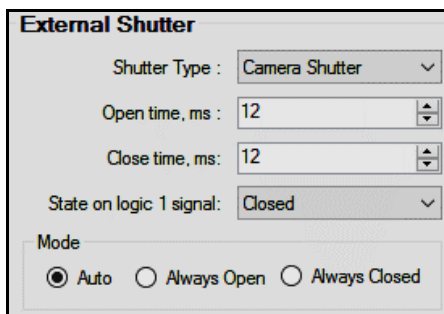 External Shutter
Shutter Type : Camera Shutter
Open time, ms : 12
Close time, ms: 12
State on logic 1 signal: Closed
Mode
Auto Always Open Always Closed